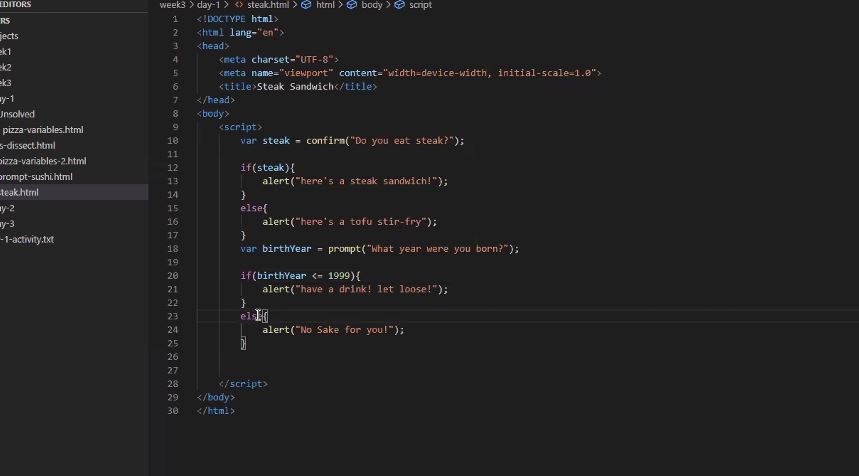 EDITORS
week3 > day-1 > steak.html > html > body > script
RS
jects
ek1
ek2
ek3
ay-1
Unsolved
pizza-variables.html
s-dissect.html
pizza-variables-2.html
prompt-sushi.html
steak.html
ay-2
ay-3
-1-activity.txt
1 <!DOCTYPE html>
2 <html lang="en">
3 <head>
4 <meta charset="UTF-8">
5 <meta name="viewport" content="width=device-width, initial-scale=1.0">
6 <title>Steak Sandwich</title>
7 </head>
8 <body>
9 <script>
10 var steak = confirm("Do you eat steak?");
11
12 if(steak){
13 alert("here's a steak sandwich!");
14 }
15 else{
16 alert("here's a tofu stir-fry");
17 }
18 var birthYear = prompt("What year were you born?");
19
20 if(birthYear <= 1999){
21 alert("have a drink! let loose!");
22 }
23 else{
24 alert("No Sake for you!");
25 }
26
27
28 </script>
29 </body>
30 </html>